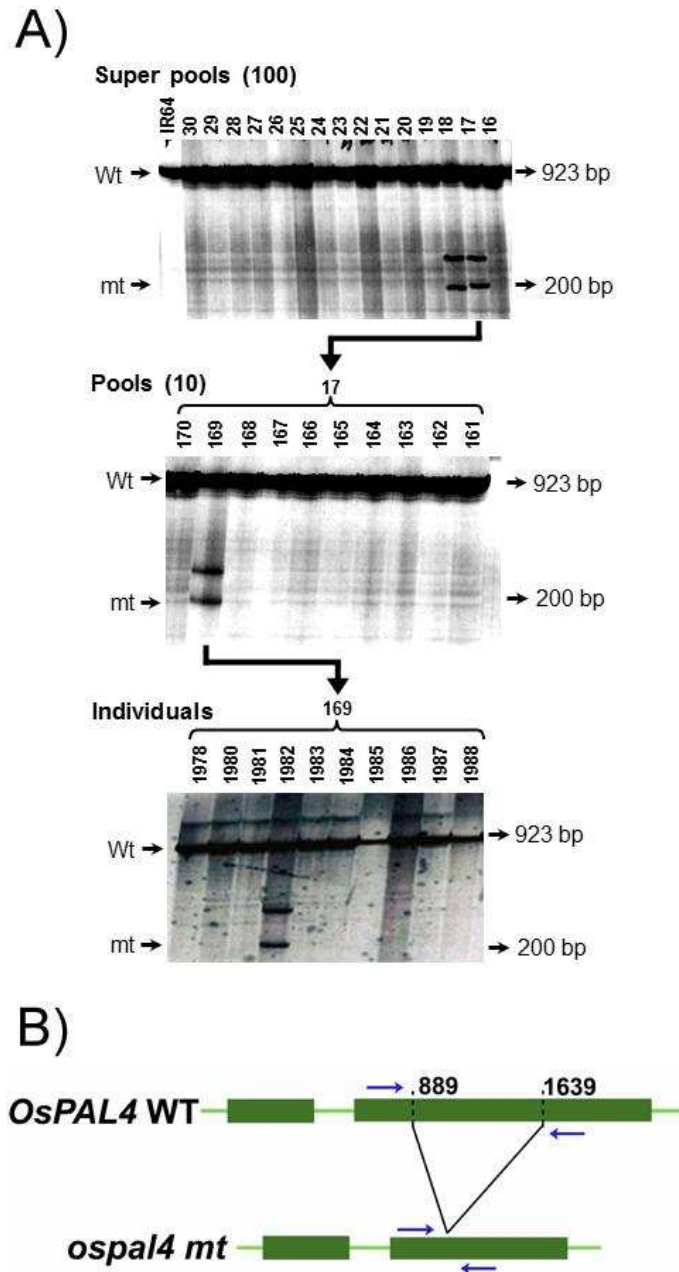 A)
Super pools (100)
IR64 30 29 28 27 26 25 24 23 22 21 20 19 18 17 16
Wt 923 bp
mt 200 bp
Pools (10) 17
170 169 168 167 166 165 164 163 162 161
Wt 923 bp
mt 200 bp
Individuals 169
1978 1980 1981 1982 1983 1984 1985 1986 1987 1988
Wt 923 bp
mt 200 bp
B)
889 1639
OsPAL4 WT
ospal4 mt